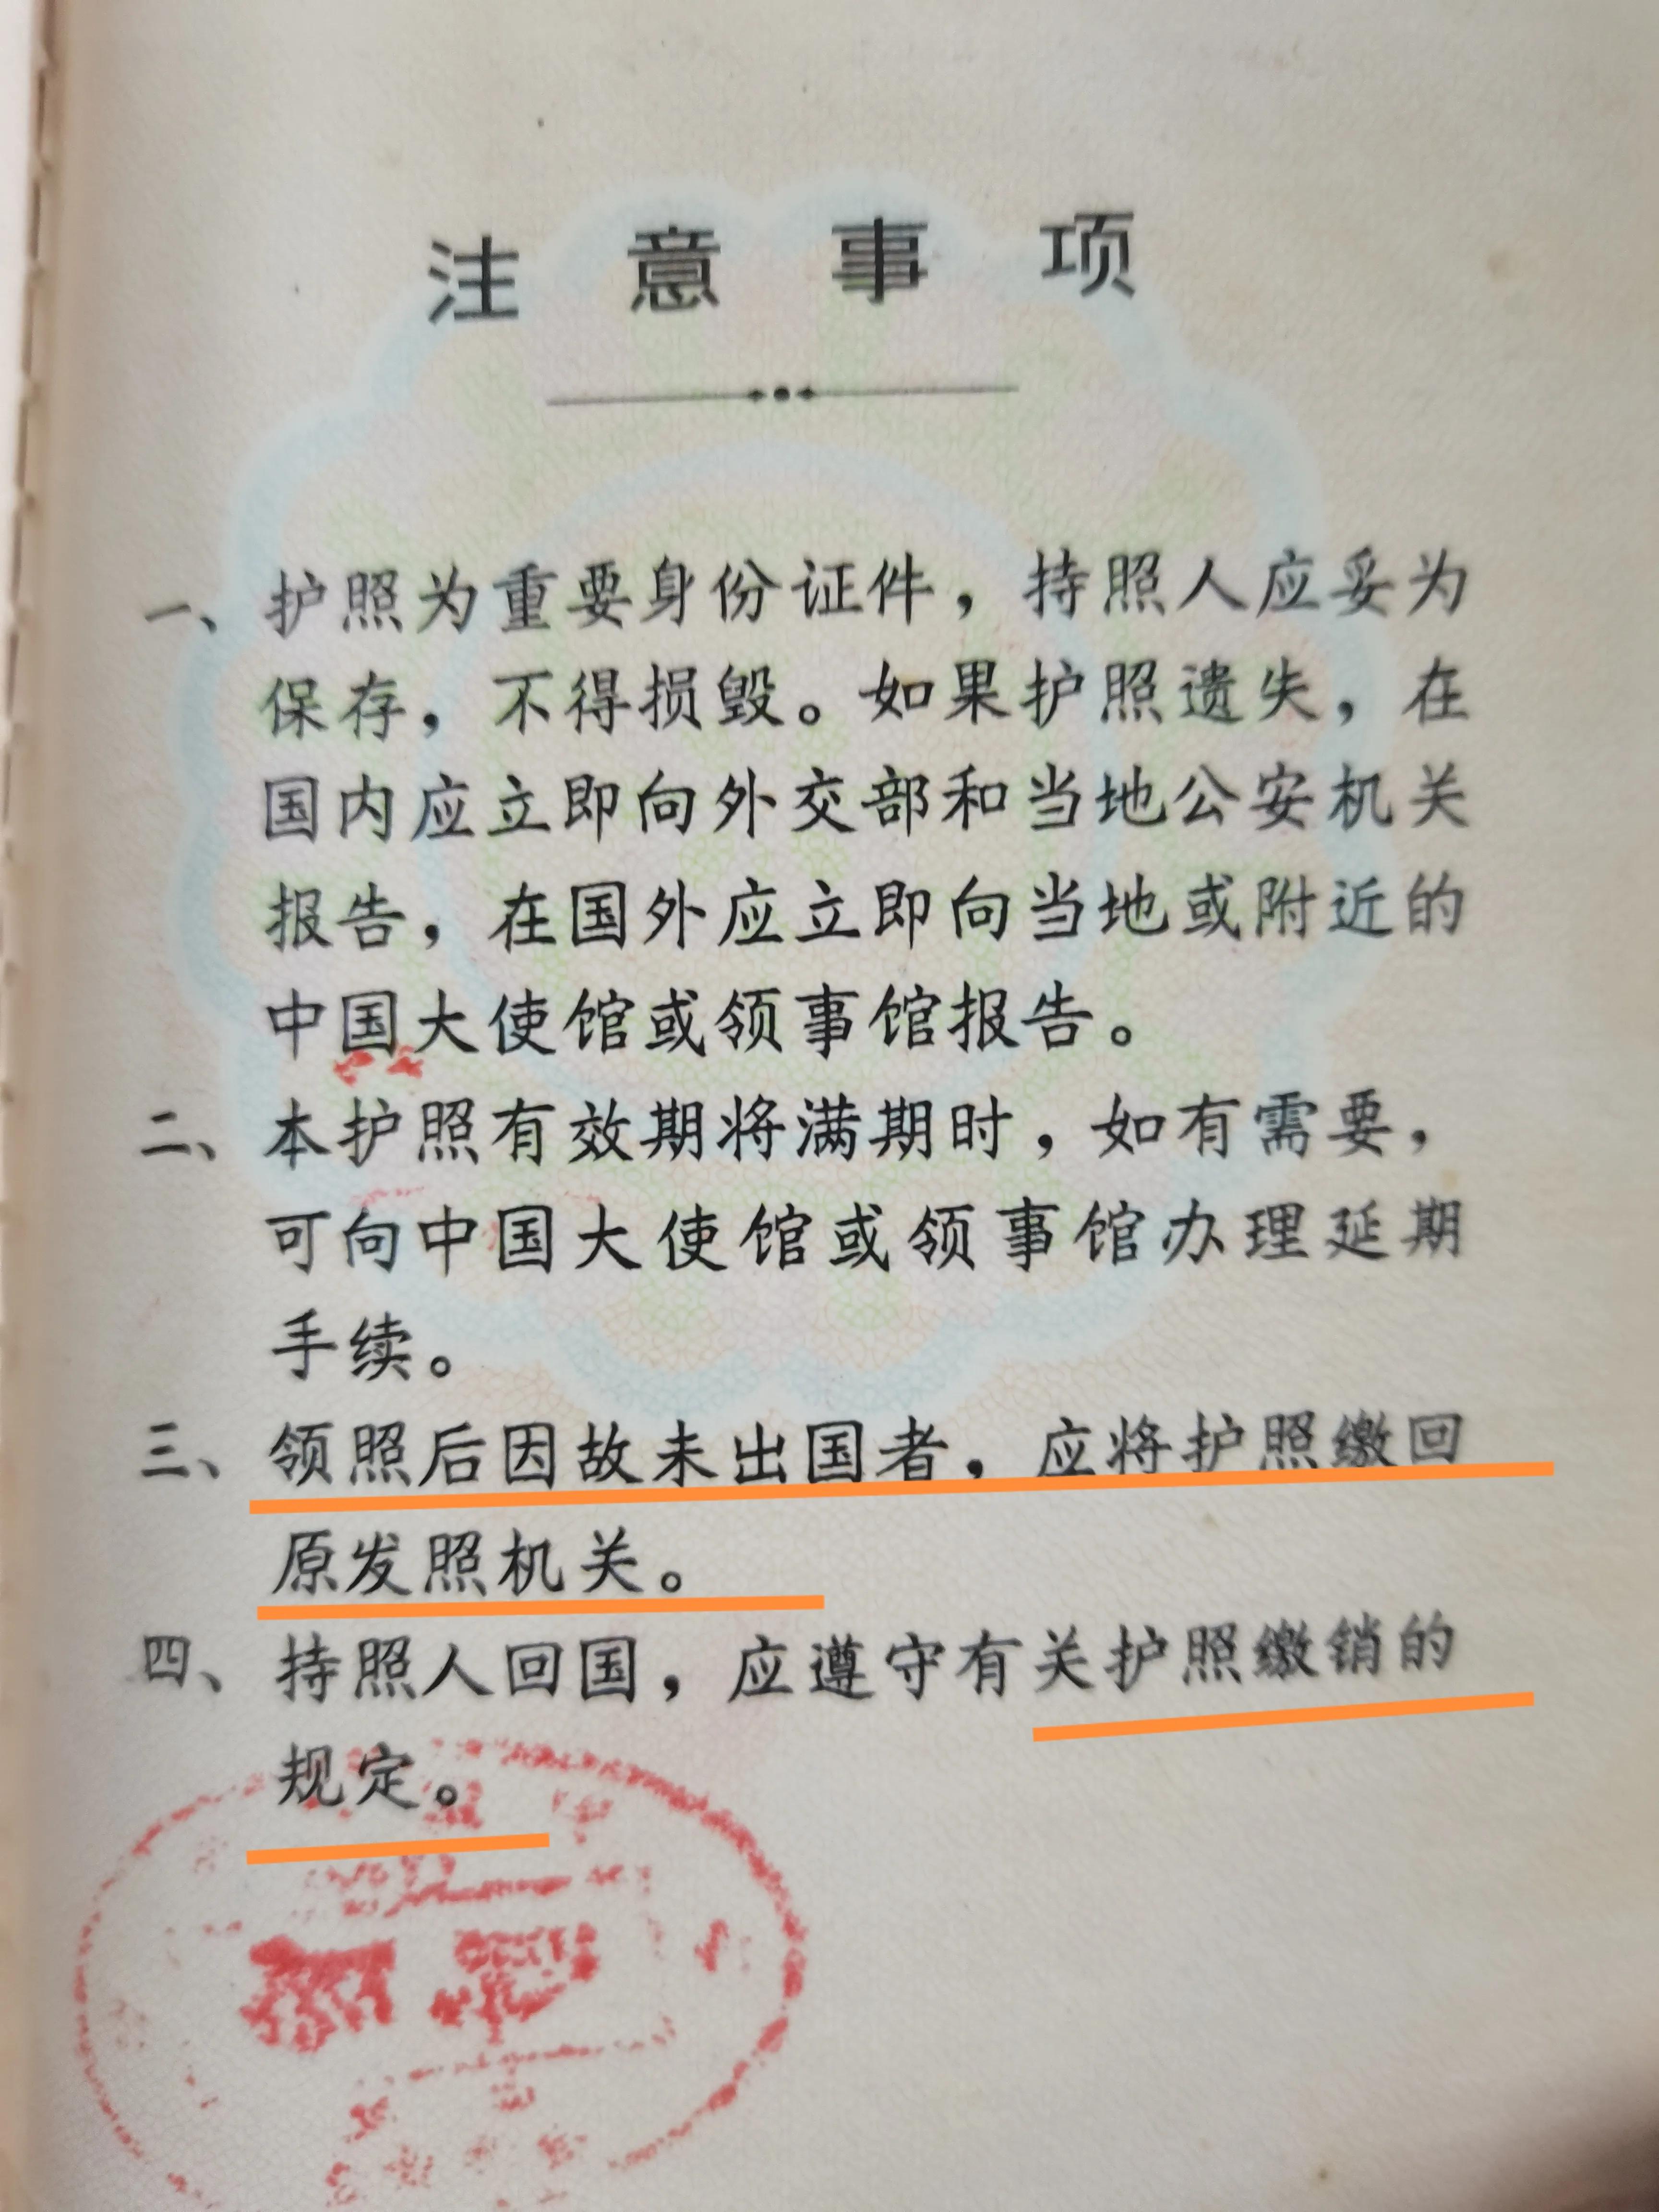 注意事项
一、护照为重要身份证件，持照人应妥为
保存，不得损毁。如果护照遗失，在
国内应立即向外交部和当地公安机关
报告，在国外应立即向当地或附近的
中国大使馆或领事馆报告。
二、本护照有效期将满期时，如有需要，
可向中国大使馆或领事馆办理延期
手续。
三、领照后因故未出国者，应将护照缴回
原发照机关。
四、持照人回国，应遵守有关护照缴销的
规定。